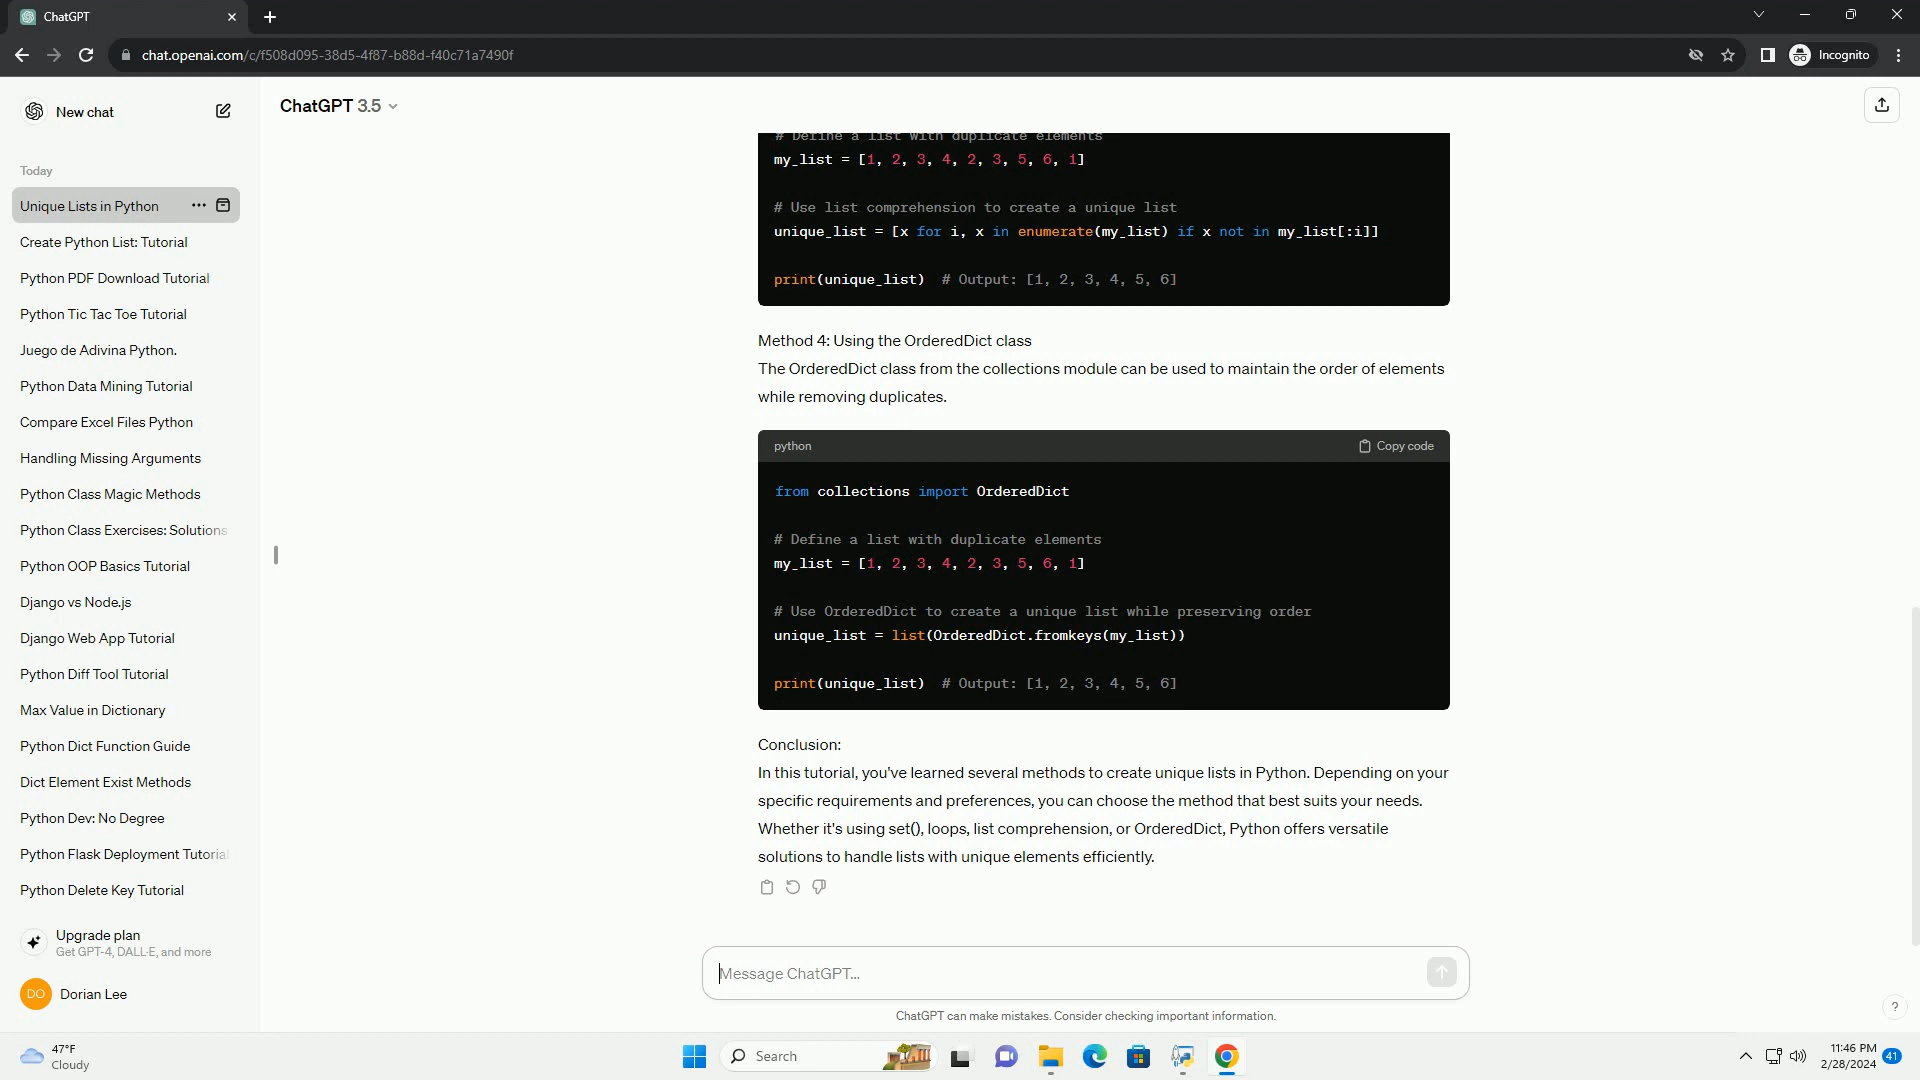 ChatGPT
chat.openai.com/c/f508d095-38d5-4f87-b88d-f40c71a7490f
Incognito
New chat
Today
Unique Lists in Python
Create Python List: Tutorial
Python PDF Download Tutorial
Python Tic Tac Toe Tutorial
Juego de Adivina Python.
Python Data Mining Tutorial
Compare Excel Files Python
Handling Missing Arguments
Python Class Magic Methods
Python Class Exercises: Solutions
Python OOP Basics Tutorial
Django vs Node.js
Django Web App Tutorial
Python Diff Tool Tutorial
Max Value in Dictionary
Python Dict Function Guide
Dict Element Exist Methods
Python Dev: No Degree
Python Flask Deployment Tutorial
Python Delete Key Tutorial
Upgrade plan
Get GPT-4, DALL·E, and more
DO
Dorian Lee
ChatGPT 3.5
# Define a list with duplicate elements
my_list = [1, 2, 3, 4, 2, 3, 5, 6, 1]
# Use list comprehension to create a unique list
unique_list = [x for i, x in enumerate(my_list) if x not in my_list[:i]]
print(unique_list)  # Output: [1, 2, 3, 4, 5, 6]
Method 4: Using the OrderedDict class
The OrderedDict class from the collections module can be used to maintain the order of elements
while removing duplicates.
python
Copy code
from collections import OrderedDict
# Define a list with duplicate elements
my_list = [1, 2, 3, 4, 2, 3, 5, 6, 1]
# Use OrderedDict to create a unique list while preserving order
unique_list = list(OrderedDict.fromkeys(my_list))
print(unique_list)  # Output: [1, 2, 3, 4, 5, 6]
Conclusion:
In this tutorial, you've learned several methods to create unique lists in Python. Depending on your
specific requirements and preferences, you can choose the method that best suits your needs.
Whether it's using set(), loops, list comprehension, or OrderedDict, Python offers versatile
solutions to handle lists with unique elements efficiently.
Message ChatGPT...
ChatGPT can make mistakes. Consider checking important information.
?
47°F
Cloudy
Search
11:46 PM
2/28/2024
41